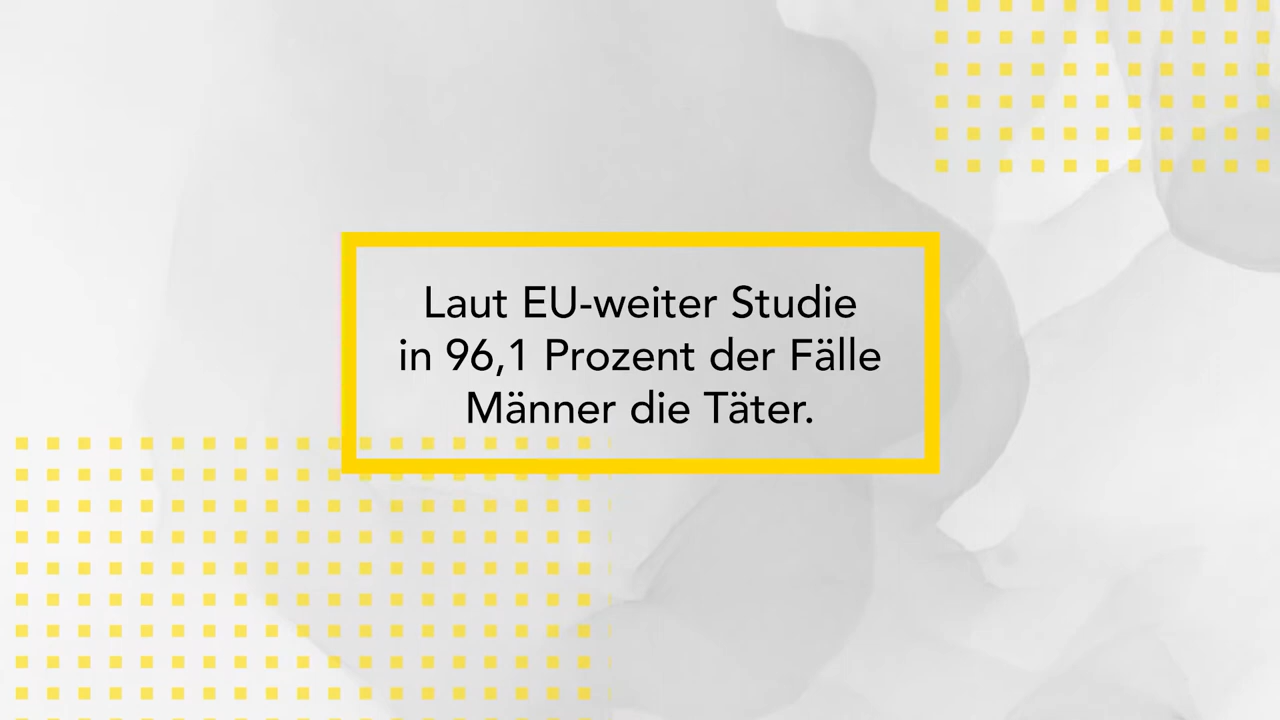 Laut EU-weiter Studie
in 96,1 Prozent der Fälle
Männer die Täter.